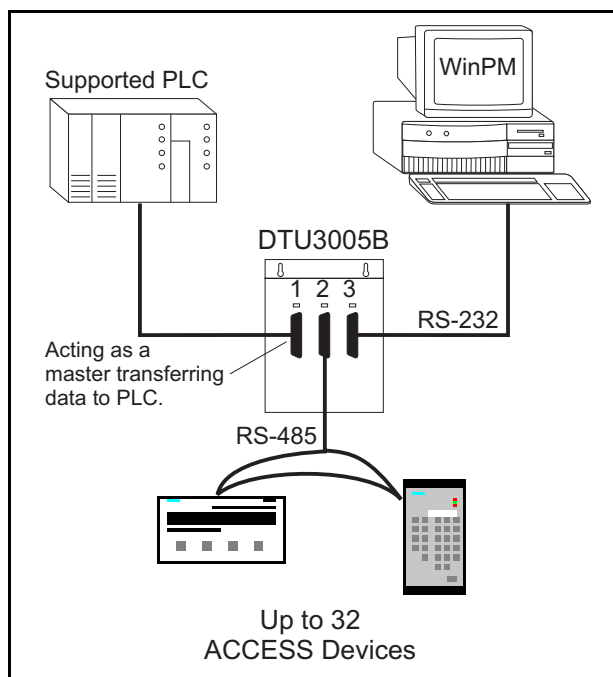 Supported PLC
WinPM
DTU3005B
1 2 3
RS-232
Acting as a
master transferring
data to PLC.
RS-485
Up to 32
ACCESS Devices